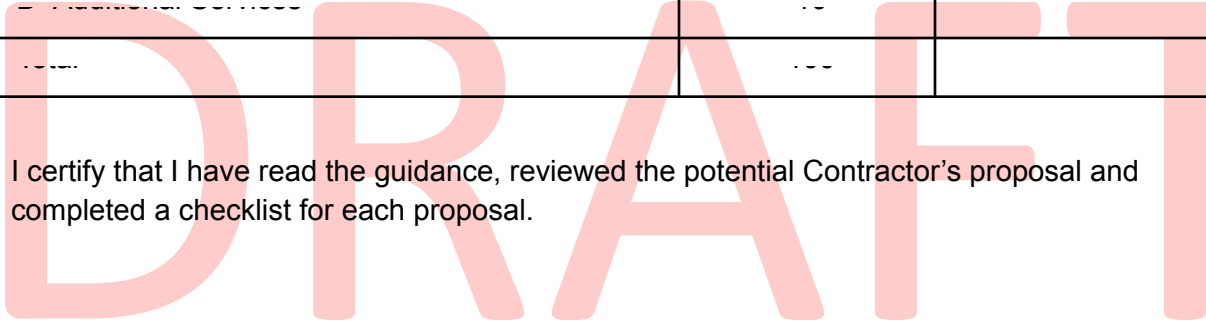 I certify that I have read the guidance, reviewed the potential Contractor’s proposal and
completed a checklist for each proposal.
DRAFT